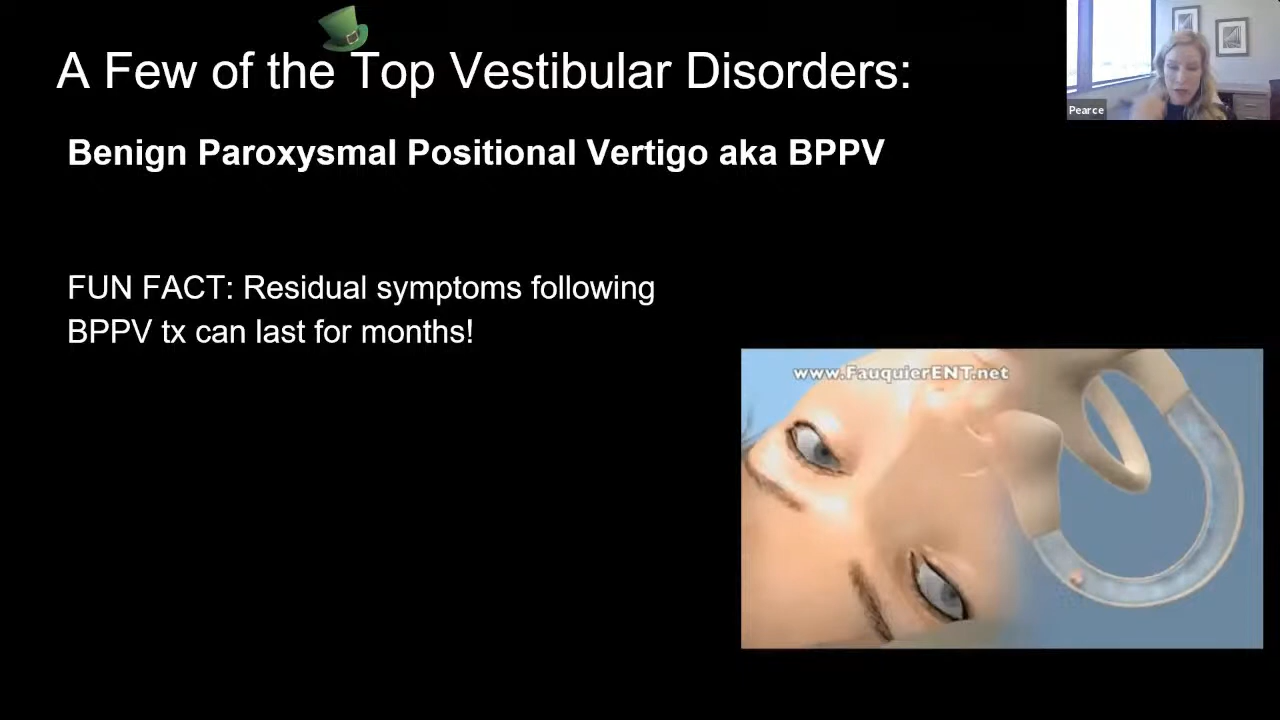 A Few of the Top Vestibular Disorders:
Pearce
Benign Paroxysmal Positional Vertigo aka BPPV
FUN FACT: Residual symptoms following
BPPV tx can last for months!
www.FauquierENT.net